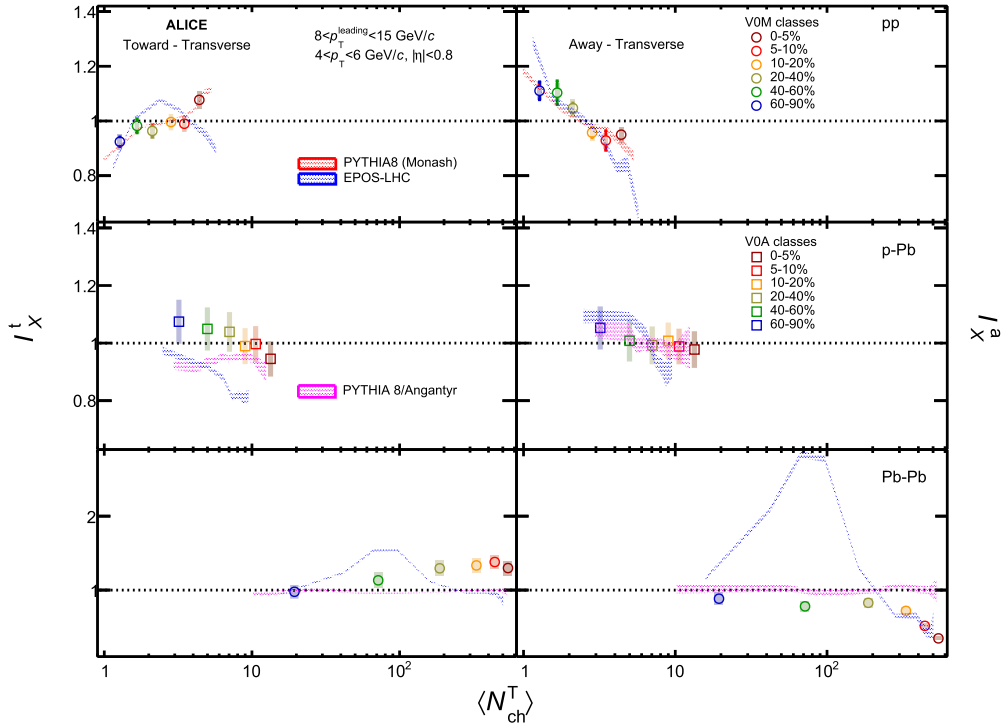 ALICE
Toward - Transverse
8<p_T^leading<15 GeV/c
4<p_T<6 GeV/c, |η|<0.8
PYTHIA8 (Monash)
EPOS-LHC
1.4
1.2
1
0.8
Away - Transverse
V0M classes
0-5%
5-10%
10-20%
20-40%
40-60%
60-90%
pp
1.4
1.2
1
0.8
PYTHIA 8/Angantyr
V0A classes
0-5%
5-10%
10-20%
20-40%
40-60%
60-90%
p-Pb
I_X^t
I_X^a
2
1
Pb-Pb
1
10
10^2
1
10
10^2
⟨N_ch^T⟩